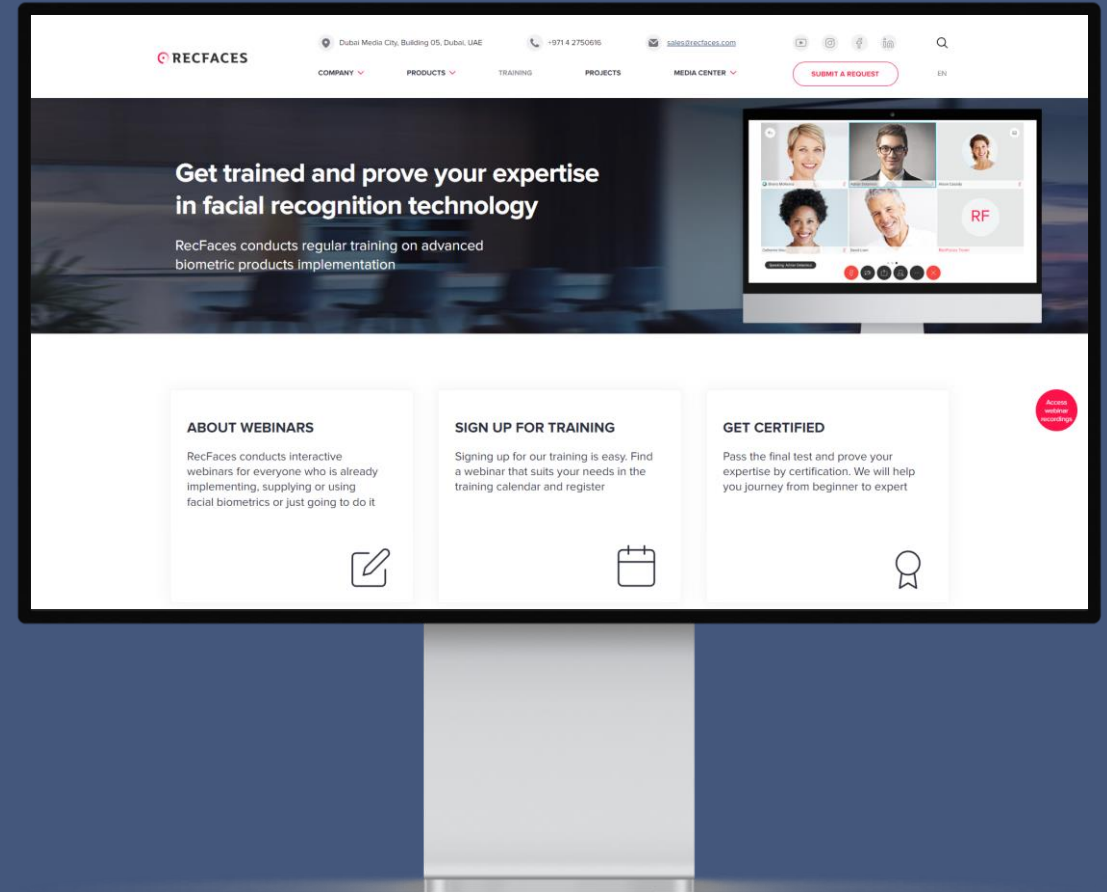 RECFACES
Dubai Media City, Building 05, Dubai, UAE
+971 4 2750616
sales@recfaces.com
COMPANY
PRODUCTS
TRAINING
PROJECTS
MEDIA CENTER
SUBMIT A REQUEST
EN
Get trained and prove your expertise
in facial recognition technology
RecFaces conducts regular training on advanced
biometric products implementation
RF
Access
webinar
recordings
ABOUT WEBINARS
RecFaces conducts interactive
webinars for everyone who is already
implementing, supplying or using
facial biometrics or just going to do it
SIGN UP FOR TRAINING
Signing up for our training is easy. Find
a webinar that suits your needs in the
training calendar and register
GET CERTIFIED
Pass the final test and prove your
expertise by certification. We will help
you journey from beginner to expert